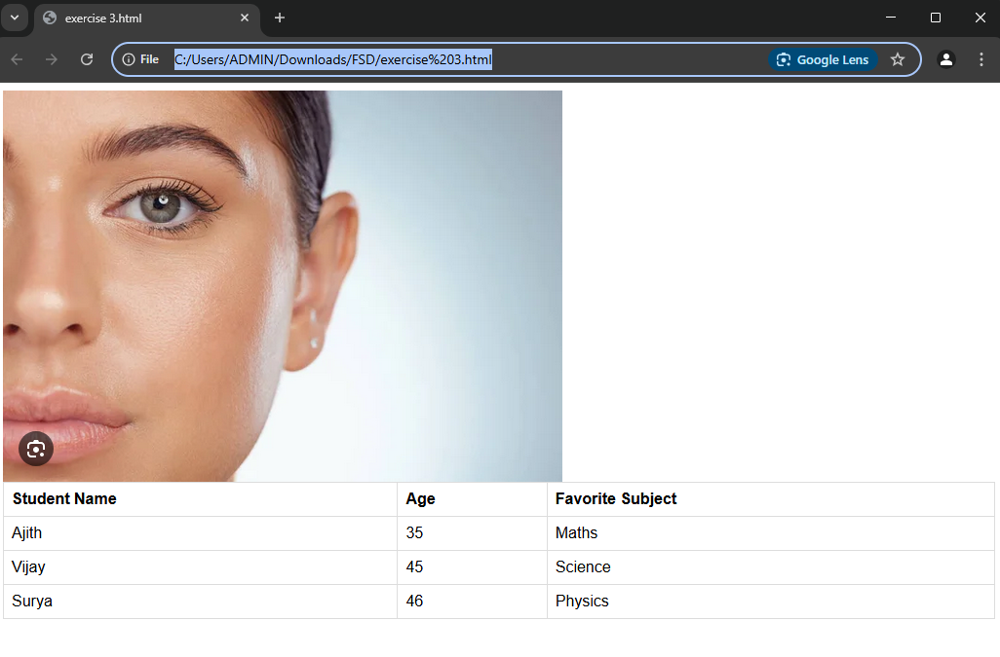 exercise 3.html
File C:/Users/ADMIN/Downloads/FSD/exercise%203.html Google Lens
Student Name Age Favorite Subject
Ajith 35 Maths
Vijay 45 Science
Surya 46 Physics